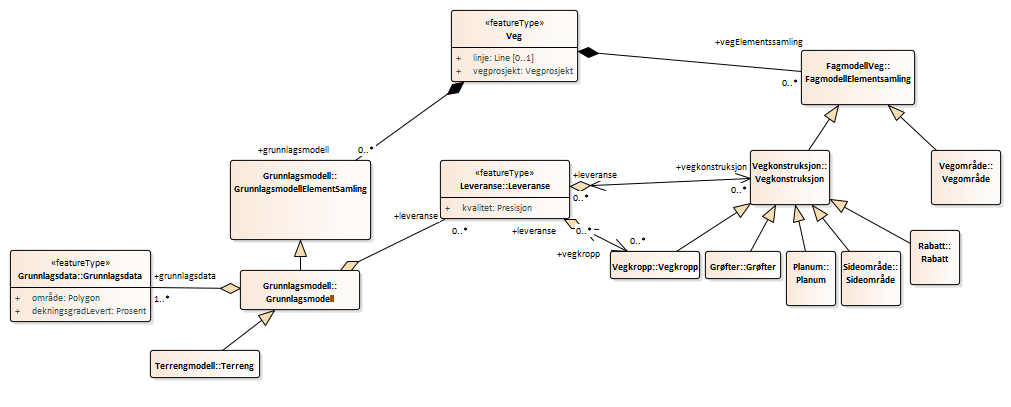 «featureType»
Veg
+ linje: Line [0..1]
+ vegprosjekt: Vegprosjekt
+vegElementssamling
0..*
FagmodellVeg::
FagmodellElementsamling
+grunnlagsmodell
0..*
Grunnlagsmodell::
GrunnlagsmodellElementSamling
«featureType»
Leveranse::Leveranse
+ kvalitet: Presisjon
+leveranse
0..*
+vegkonstruksjon
0..*
Vegkonstruksjon::
Vegkonstruksjon
Vegområde::
Vegområde
+leveranse
0..*
+leveranse
0..*
+vegkropp
0..*
Vegkropp::Vegkropp
Grøfter::Grøfter
Planum::
Planum
Sideområde::
Sideområde
Rabatt::
Rabatt
«featureType»
Grunnlagsdata::Grunnlagsdata
+ område: Polygon
+ dekningsgradLevert: Prosent
+grunnlagsdata
1..*
Grunnlagsmodell::
Grunnlagsmodell
Terrengmodell::Terreng